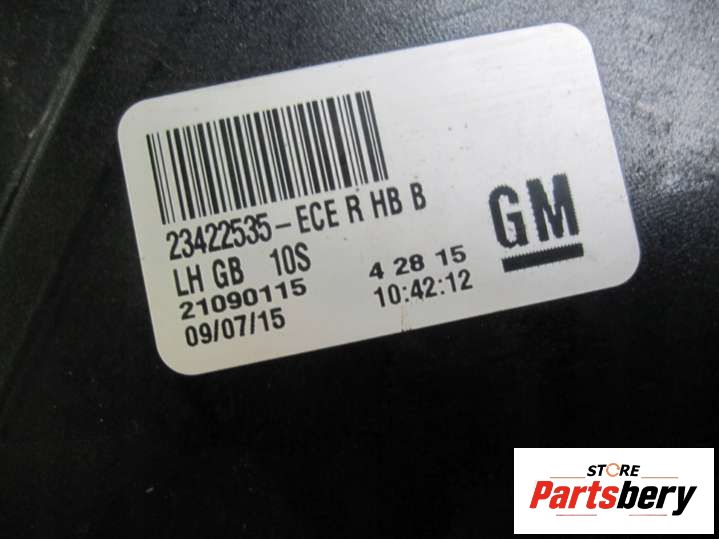 23422535-ECE R HB B
LH GB 10S
21090115 4 28 15
09/07/15 10:42:12
GM
STORE
Partsbery